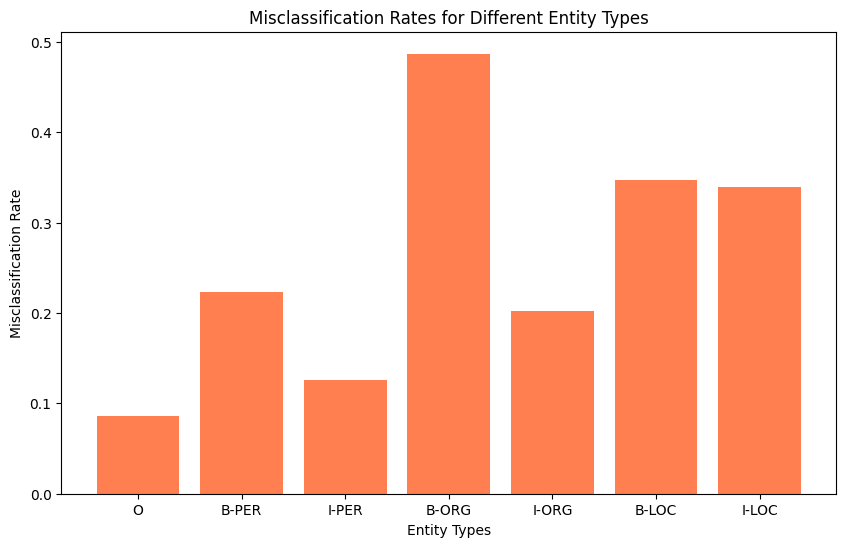 Misclassification Rates for Different Entity Types
0.5
0.4
0.3
0.2
0.1
0.0
Misclassification Rate
O B-PER I-PER B-ORG I-ORG B-LOC I-LOC
Entity Types